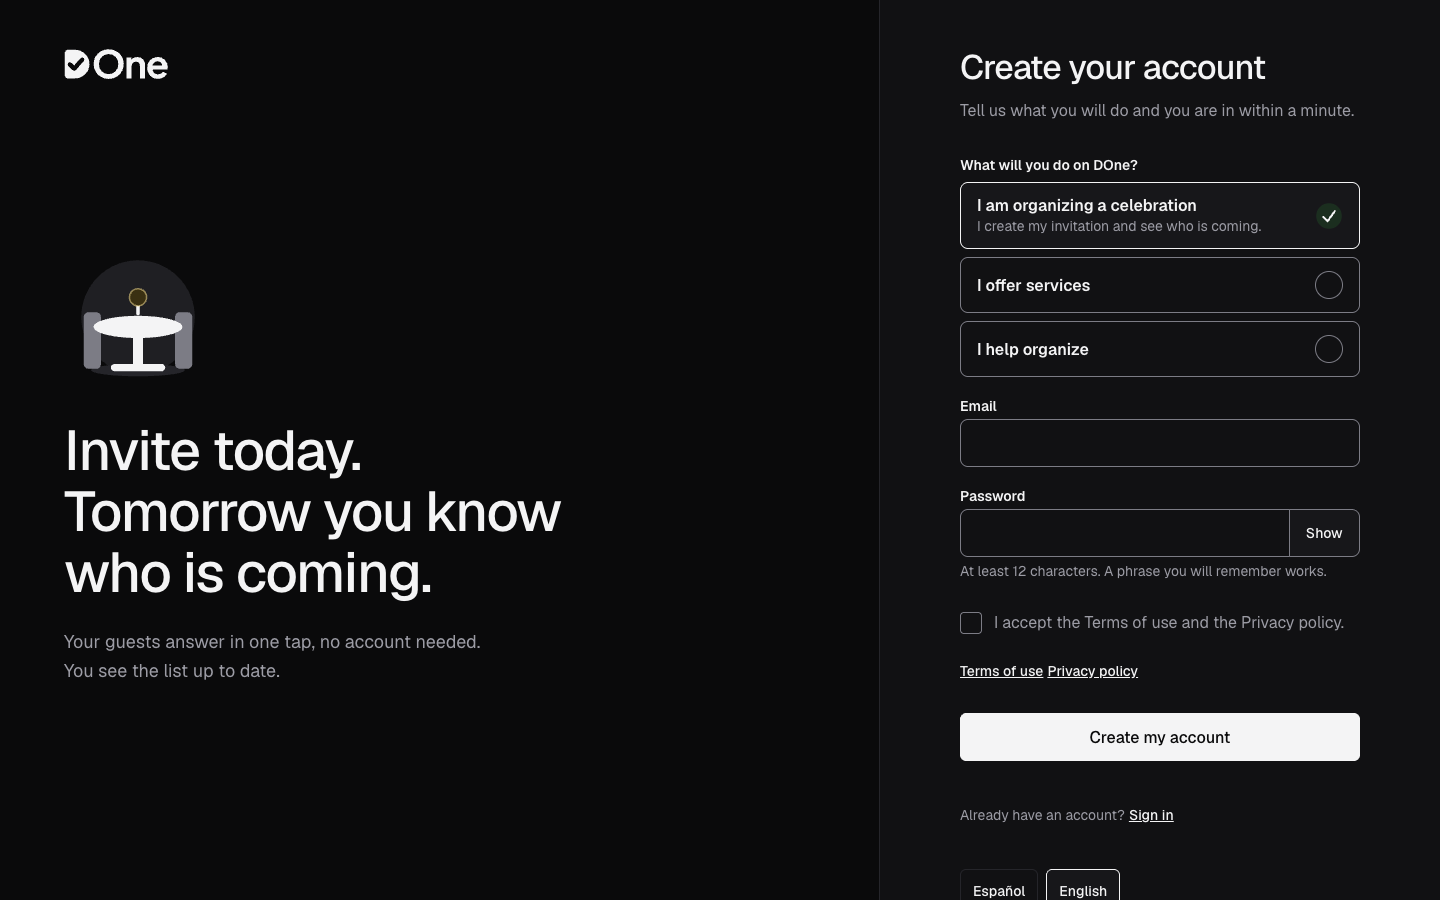 DOne
Invite today.
Tomorrow you know
who is coming.
Your guests answer in one tap, no account needed.
You see the list up to date.
Create your account
Tell us what you will do and you are in within a minute.
What will you do on DOne?
I am organizing a celebration
I create my invitation and see who is coming.
I offer services
I help organize
Email
Password
Show
At least 12 characters. A phrase you will remember works.
I accept the Terms of use and the Privacy policy.
Terms of use Privacy policy
Create my account
Already have an account? Sign in
Español English